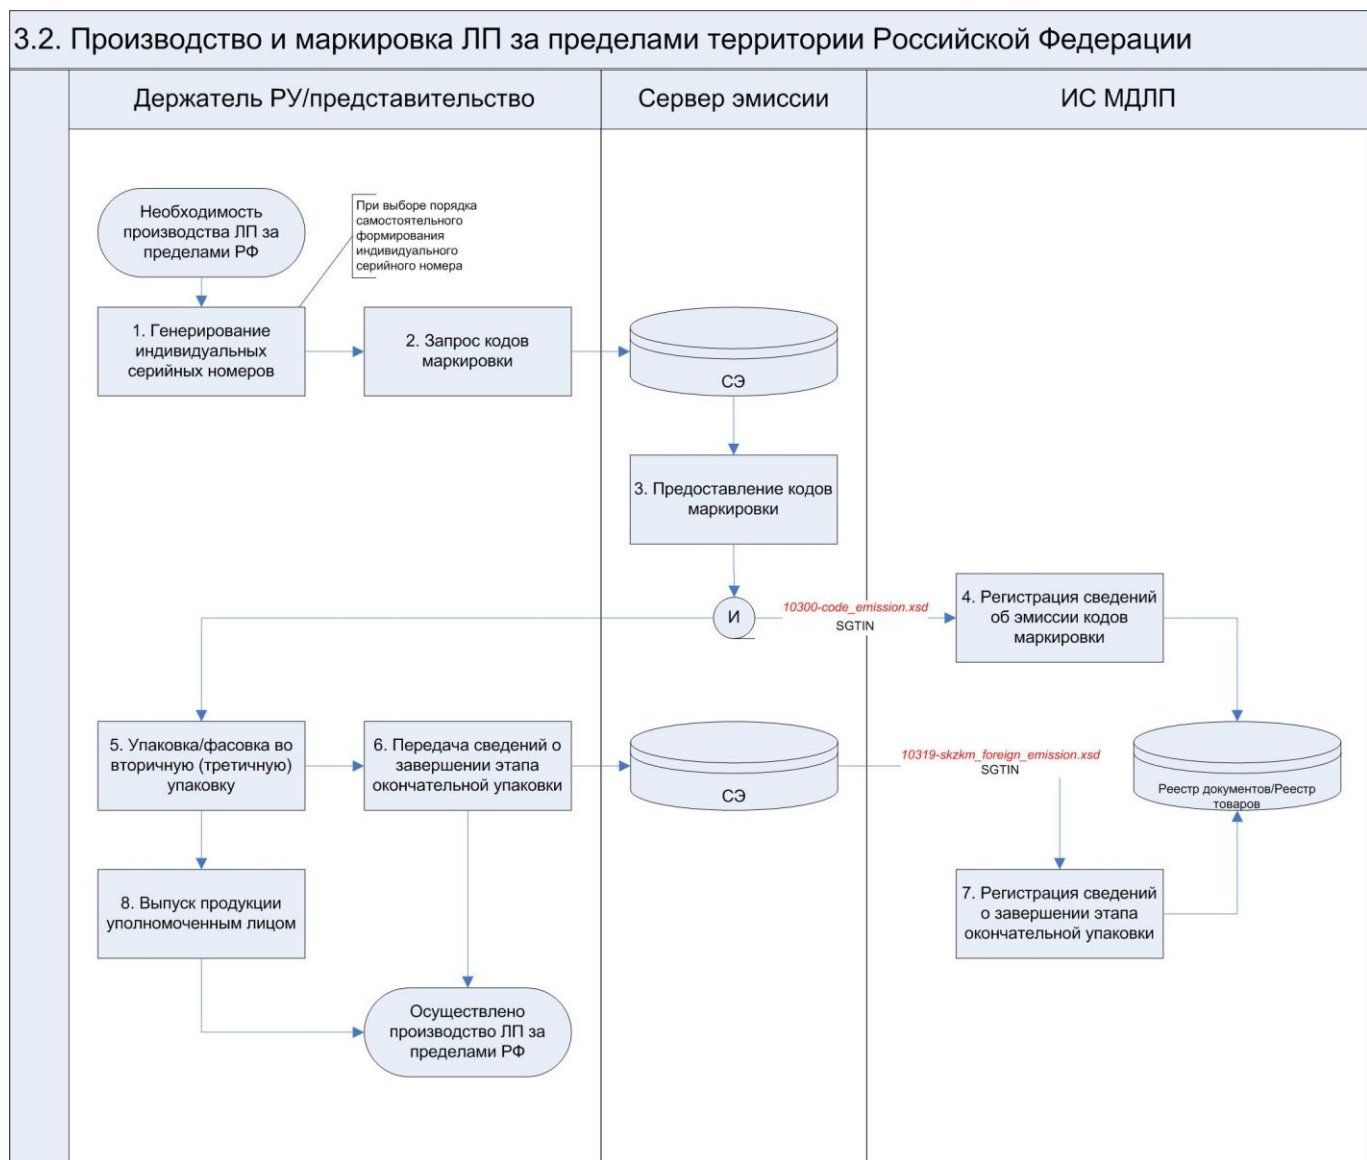 3.2. Производство и маркировка ЛП за пределами территории Российской Федерации
Держатель РУ/представительство
Сервер эмиссии
ИС МДЛП
Необходимость
производства ЛП за
пределами РФ
При выборе порядка
самостоятельного
формирования
индивидуального
серийного номера
1. Генерирование
индивидуальных
серийных номеров
2. Запрос кодов
маркировки
СЭ
3. Предоставление кодов
маркировки
И
10300-code_emission.xsd
SGTIN
4. Регистрация сведений
об эмиссии кодов
маркировки
5. Упаковка/фасовка во
вторичную (третичную)
упаковку
6. Передача сведений о
завершении этапа
окончательной упаковки
СЭ
10319-skzkm_foreign_emission.xsd
SGTIN
Реестр документов/Реестр
товаров
8. Выпуск продукции
уполномоченным лицом
7. Регистрация сведений
о завершении этапа
окончательной упаковки
Осуществлено
производство ЛП за
пределами РФ